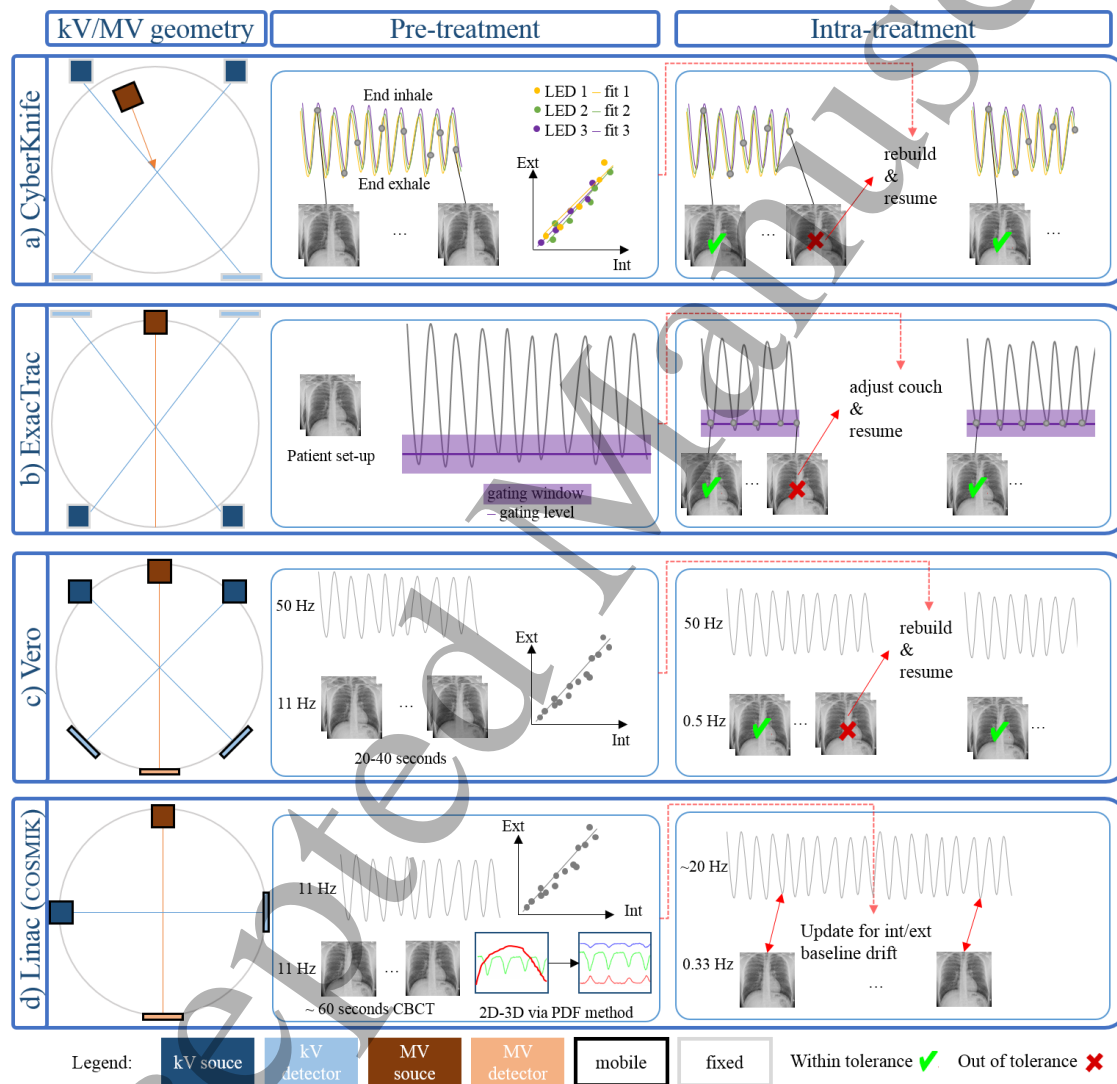 kV/MV geometry
Pre-treatment
Intra-treatment
a) CyberKnife
End inhale
End exhale
LED 1 – fit 1
LED 2 – fit 2
LED 3 – fit 3
Ext
Int
...
rebuild
&
resume
...
...
b) ExacTrac
Patient set-up
gating window
– gating level
adjust couch
&
resume
...
...
c) Vero
50 Hz
11 Hz
...
20-40 seconds
Ext
Int
50 Hz
0.5 Hz
...
rebuild
&
resume
...
d) Linac (COSMIK)
11 Hz
11 Hz
...
~ 60 seconds CBCT
Ext
Int
2D-3D via PDF method
~20 Hz
0.33 Hz
Update for int/ext
baseline drift
...
Legend:
kV souce
kV
detector
MV
souce
MV
detector
mobile
fixed
Within tolerance
Out of tolerance
epted Manusc